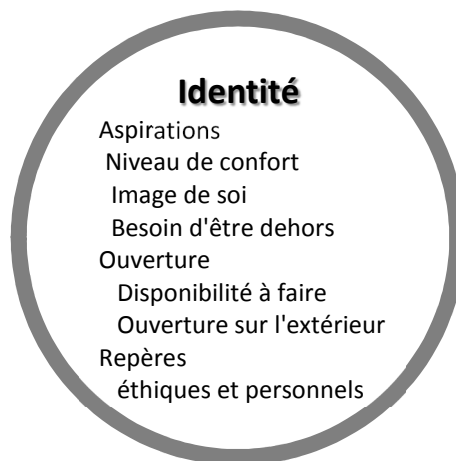 Identité
Aspirations
Niveau de confort
Image de soi
Besoin d'être dehors
Ouverture
Disponibilité à faire
Ouverture sur l'extérieur
Repères
éthiques et personnels